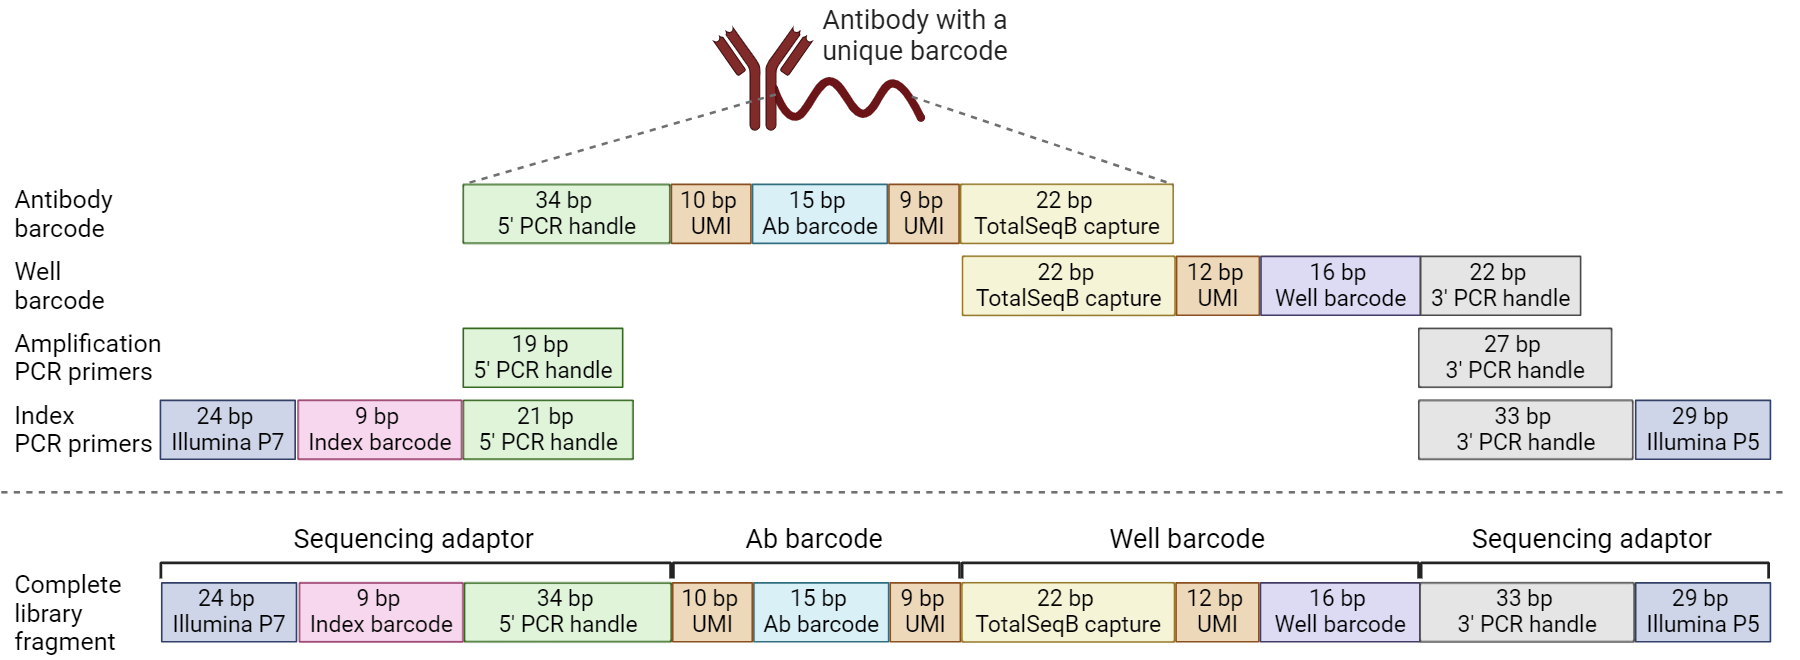 Antibody with a
unique barcode
Antibody
barcode
34 bp
5' PCR handle
10 bp
UMI
15 bp
Ab barcode
9 bp
UMI
22 bp
TotalSeqB capture
Well
barcode
22 bp
TotalSeqB capture
12 bp
UMI
16 bp
Well barcode
22 bp
3' PCR handle
Amplification
PCR primers
19 bp
5' PCR handle
27 bp
3' PCR handle
Index
PCR primers
24 bp
Illumina P7
9 bp
Index barcode
21 bp
5' PCR handle
33 bp
3' PCR handle
29 bp
Illumina P5
Sequencing adaptor
Ab barcode
Well barcode
Sequencing adaptor
Complete
library
fragment
24 bp
Illumina P7
9 bp
Index barcode
34 bp
5' PCR handle
10 bp
UMI
15 bp
Ab barcode
9 bp
UMI
22 bp
TotalSeqB capture
12 bp
UMI
16 bp
Well barcode
33 bp
3' PCR handle
29 bp
Illumina P5